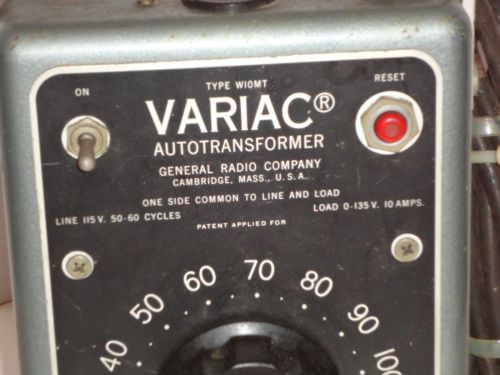 TYPE W10MT
ON
RESET
VARIAC®
AUTOTRANSFORMER
GENERAL RADIO COMPANY
CAMBRIDGE, MASS., U.S.A.
ONE SIDE COMMON TO LINE AND LOAD
LINE 115 V. 50-60 CYCLES
LOAD 0-135 V. 10 AMPS.
PATENT APPLIED FOR
40 50 60 70 80 90 100